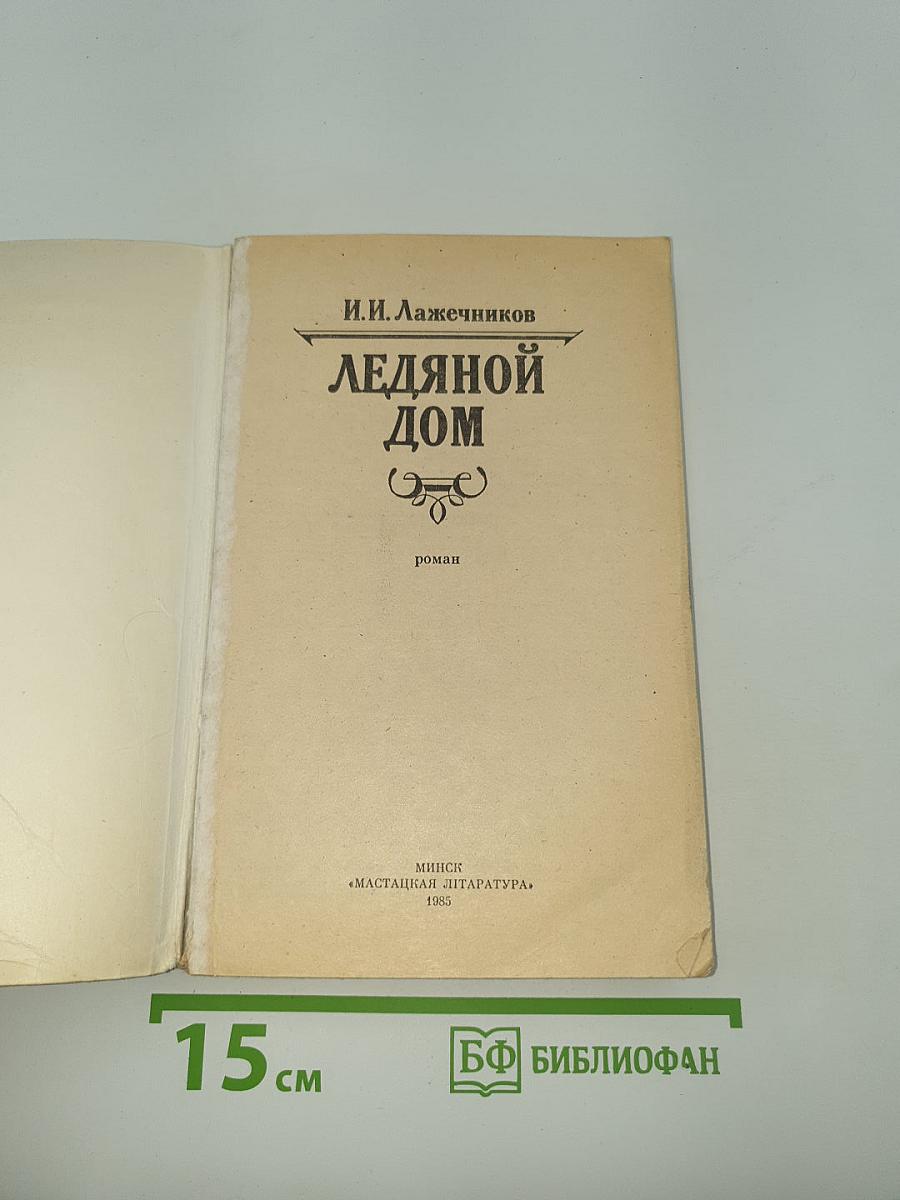 И.И. Лажечников
ЛЕДЯНОЙ
ДОМ
роман
МИНСК
«МАСТАЦКАЯ ЛІТАРАТУРА»
1985
15 см
БФ БИБЛИОФАН